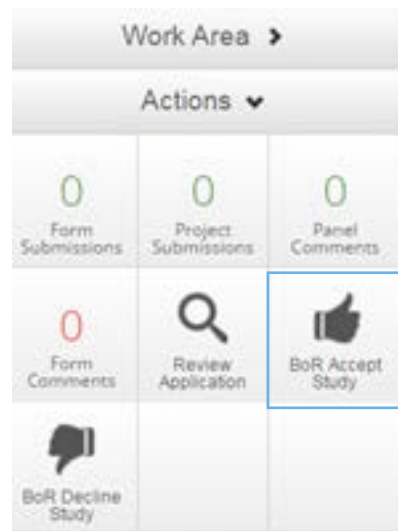 Work Area
Actions
0
Form
Submissions
0
Project
Submissions
0
Panel
Comments
0
Form
Comments
Review
Application
BoR Accept
Study
BoR Decline
Study